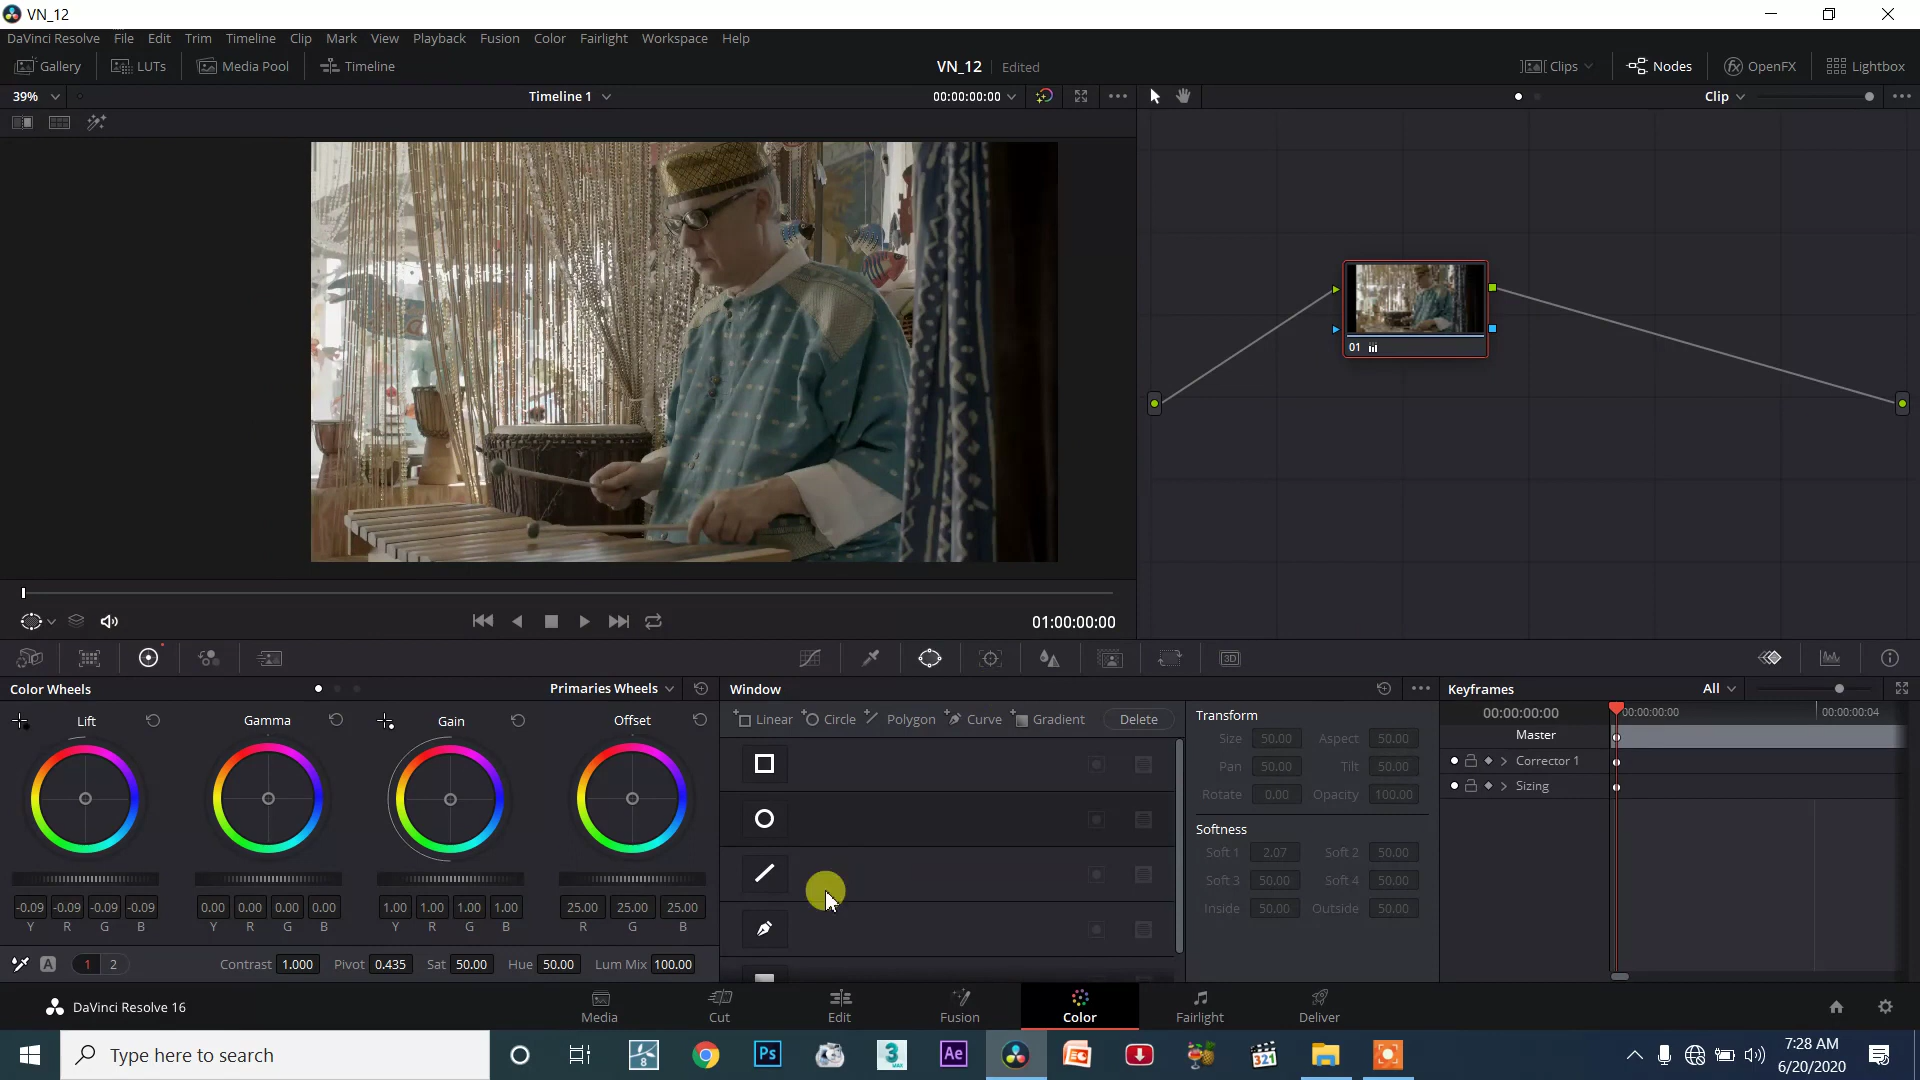 VN_12
DaVinci Resolve File Edit Trim Timeline Clip Mark View Playback Fusion Color Fairlight Workspace Help
Gallery LUTs Media Pool Timeline VN_12 Edited Clips Nodes OpenFX Lightbox
39% Timeline 1 00:00:00:00 Clip
01
01:00:00:00
Color Wheels Primaries Wheels Window Keyframes All
Lift Gamma Gain Offset
Linear Circle Polygon Curve Gradient Delete
Transform
Size 50.00 Aspect 50.00
Pan 50.00 Tilt 50.00
Rotate 0.00 Opacity 100.00
Softness
Soft 1 2.07 Soft 2 50.00
Soft 3 50.00 Soft 4 50.00
Inside 50.00 Outside 50.00
00:00:00:00 00:00:00:00 00:00:00:04
Master
Corrector 1
Sizing
-0.09 -0.09 -0.09 -0.09 0.00 0.00 0.00 0.00 1.00 1.00 1.00 1.00 25.00 25.00 25.00
Y R G B Y R G B Y R G B R G B
A 1 2 Contrast 1.000 Pivot 0.435 Sat 50.00 Hue 50.00 Lum Mix 100.00
DaVinci Resolve 16 Media Cut Edit Fusion Color Fairlight Deliver
Type here to search
8 Ps 3 MAX Ae 321
7:28 AM
6/20/2020
3D